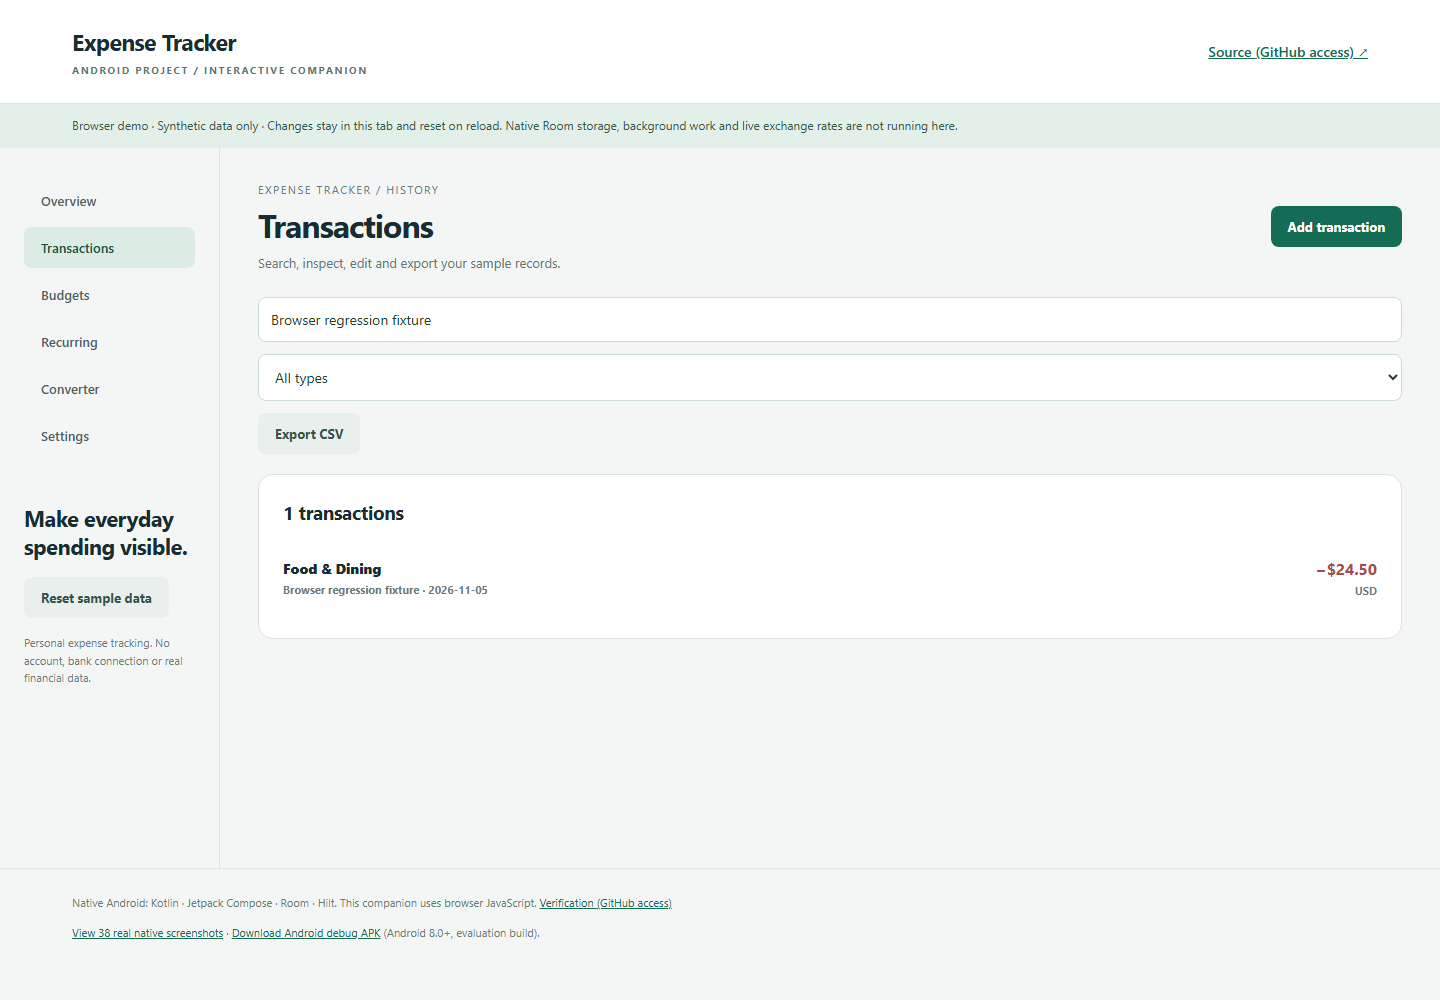 Expense Tracker
ANDROID PROJECT / INTERACTIVE COMPANION
Source (GitHub access) ↗
Browser demo · Synthetic data only · Changes stay in this tab and reset on reload. Native Room storage, background work and live exchange rates are not running here.
Overview
Transactions
Budgets
Recurring
Converter
Settings
Make everyday
spending visible.
Reset sample data
Personal expense tracking. No
account, bank connection or real
financial data.
EXPENSE TRACKER / HISTORY
Transactions
Add transaction
Search, inspect, edit and export your sample records.
Browser regression fixture
All types
Export CSV
1 transactions
Food & Dining
Browser regression fixture · 2026-11-05
−$24.50
USD
Native Android: Kotlin · Jetpack Compose · Room · Hilt. This companion uses browser JavaScript. Verification (GitHub access)
View 38 real native screenshots · Download Android debug APK (Android 8.0+, evaluation build).